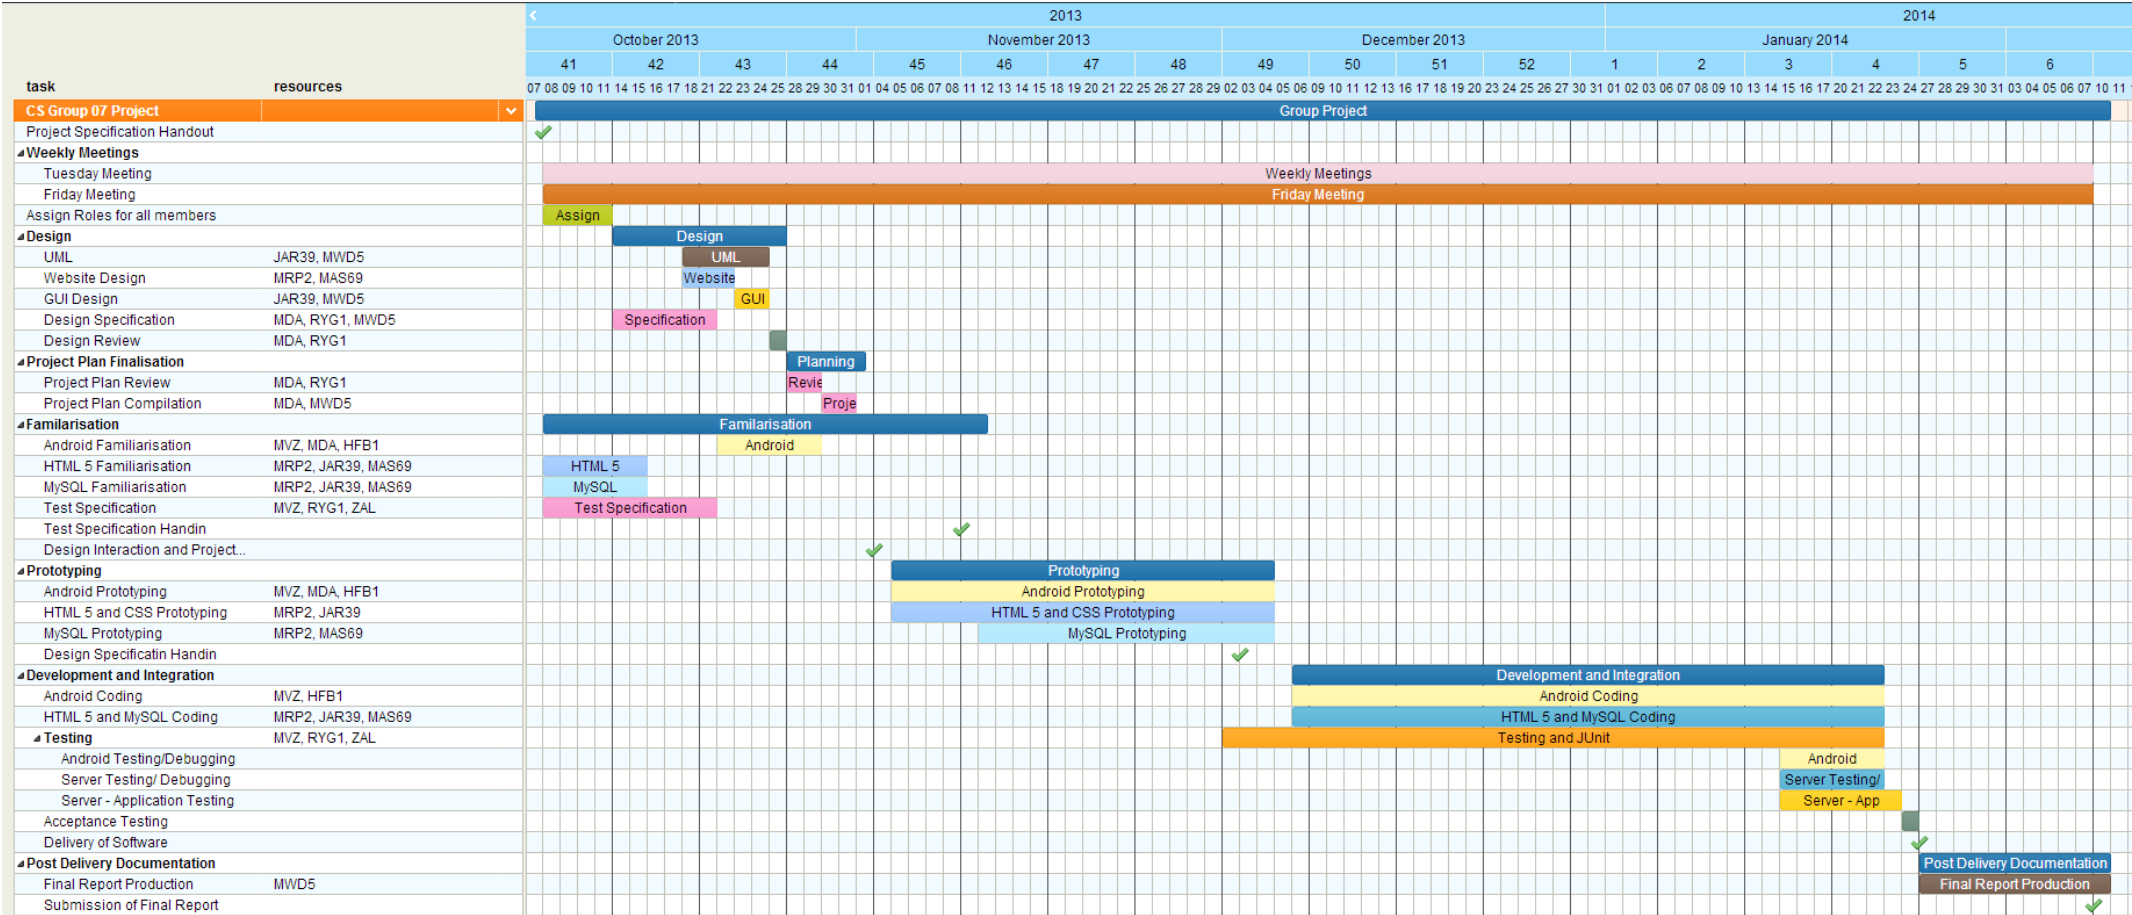 2013 2014
October 2013 November 2013 December 2013 January 2014
41 42 43 44 45 46 47 48 49 50 51 52 1 2 3 4 5 6
task resources 07 08 09 10 11 14 15 16 17 18 21 22 23 24 25 28 29 30 31 01 04 05 06 07 08 11 12 13 14 15 18 19 20 21 22 25 26 27 28 29 02 03 04 05 06 09 10 11 12 13 16 17 18 19 20 23 24 25 26 27 30 31 01 02 03 06 07 08 09 10 13 14 15 16 17 20 21 22 23 24 27 28 29 30 31 03 04 05 06 07 10 11
CS Group 07 Project Group Project
Project Specification Handout
Weekly Meetings
Tuesday Meeting Weekly Meetings
Friday Meeting Friday Meeting
Assign Roles for all members Assign
Design Design
UML JAR39, MWD5 UML
Website Design MRP2, MAS69 Website
GUI Design JAR39, MWD5 GUI
Design Specification MDA, RYG1, MWD5 Specification
Design Review MDA, RYG1
Project Plan Finalisation Planning
Project Plan Review MDA, RYG1 Revie
Project Plan Compilation MDA, MWD5 Proje
Familarisation Familarisation
Android Familiarisation MVZ, MDA, HFB1 Android
HTML 5 Familiarisation MRP2, JAR39, MAS69 HTML 5
MySQL Familiarisation MRP2, JAR39, MAS69 MySQL
Test Specification MVZ, RYG1, ZAL Test Specification
Test Specification Handin
Design Interaction and Project...
Prototyping Prototyping
Android Prototyping MVZ, MDA, HFB1 Android Prototyping
HTML 5 and CSS Prototyping MRP2, JAR39 HTML 5 and CSS Prototyping
MySQL Prototyping MRP2, MAS69 MySQL Prototyping
Design Specificatin Handin
Development and Integration Development and Integration
Android Coding MVZ, HFB1 Android Coding
HTML 5 and MySQL Coding MRP2, JAR39, MAS69 HTML 5 and MySQL Coding
Testing MVZ, RYG1, ZAL Testing and JUnit
Android Testing/Debugging Android
Server Testing/ Debugging Server Testing/
Server - Application Testing Server - App
Acceptance Testing
Delivery of Software
Post Delivery Documentation Post Delivery Documentation
Final Report Production MWD5 Final Report Production
Submission of Final Report